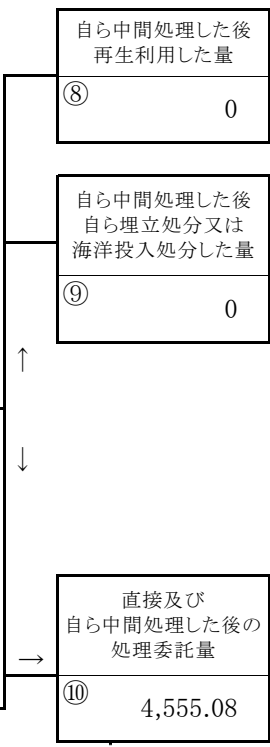 自ら中間処理した後
再生利用した量
⑧ 0
自ら中間処理した後
自ら埋立処分又は
海洋投入処分した量
⑨ 0
↑
↓
直接及び
自ら中間処理した後の
処理委託量
→
⑩ 4,555.08